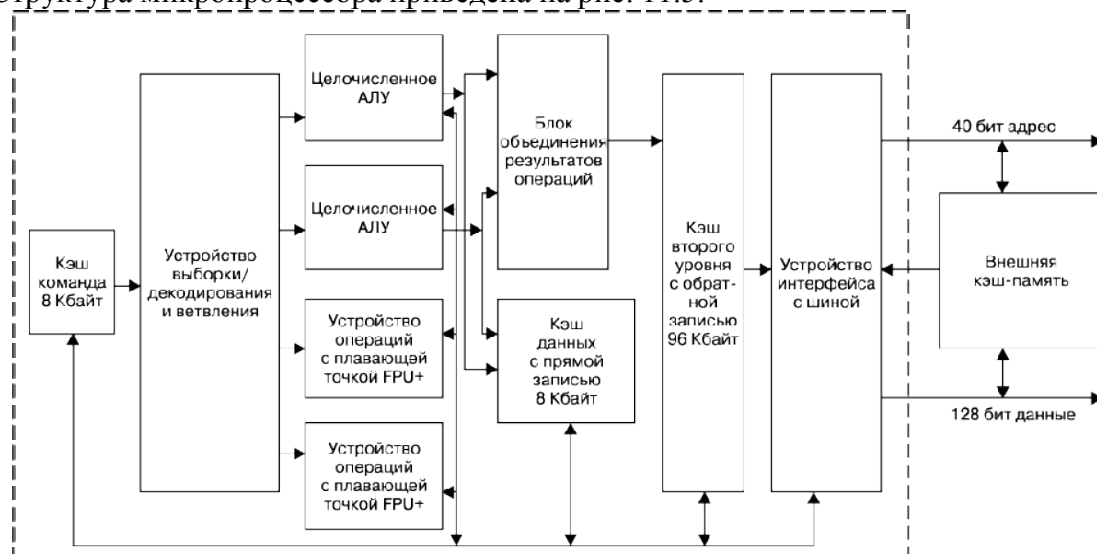 Структура микропроцессора приведена на рис. 11.5.
Целочисленное
АЛУ
Целочисленное
АЛУ
Кэш
команда
8 Кбайт
Устройство
выборки/
декодирования
и ветвления
Устройство
операций
с плавающей
точкой FPU+
Устройство
операций
с плавающей
точкой FPU+
Блок
объединения
результатов
операций
Кэш
данных
с прямой
записью
8 Кбайт
Кэш
второго
уровня
с обрат-
ной
записью
96 Кбайт
Устройство
интерфейса
с шиной
40 бит адрес
Внешняя
кэш-память
128 бит данные